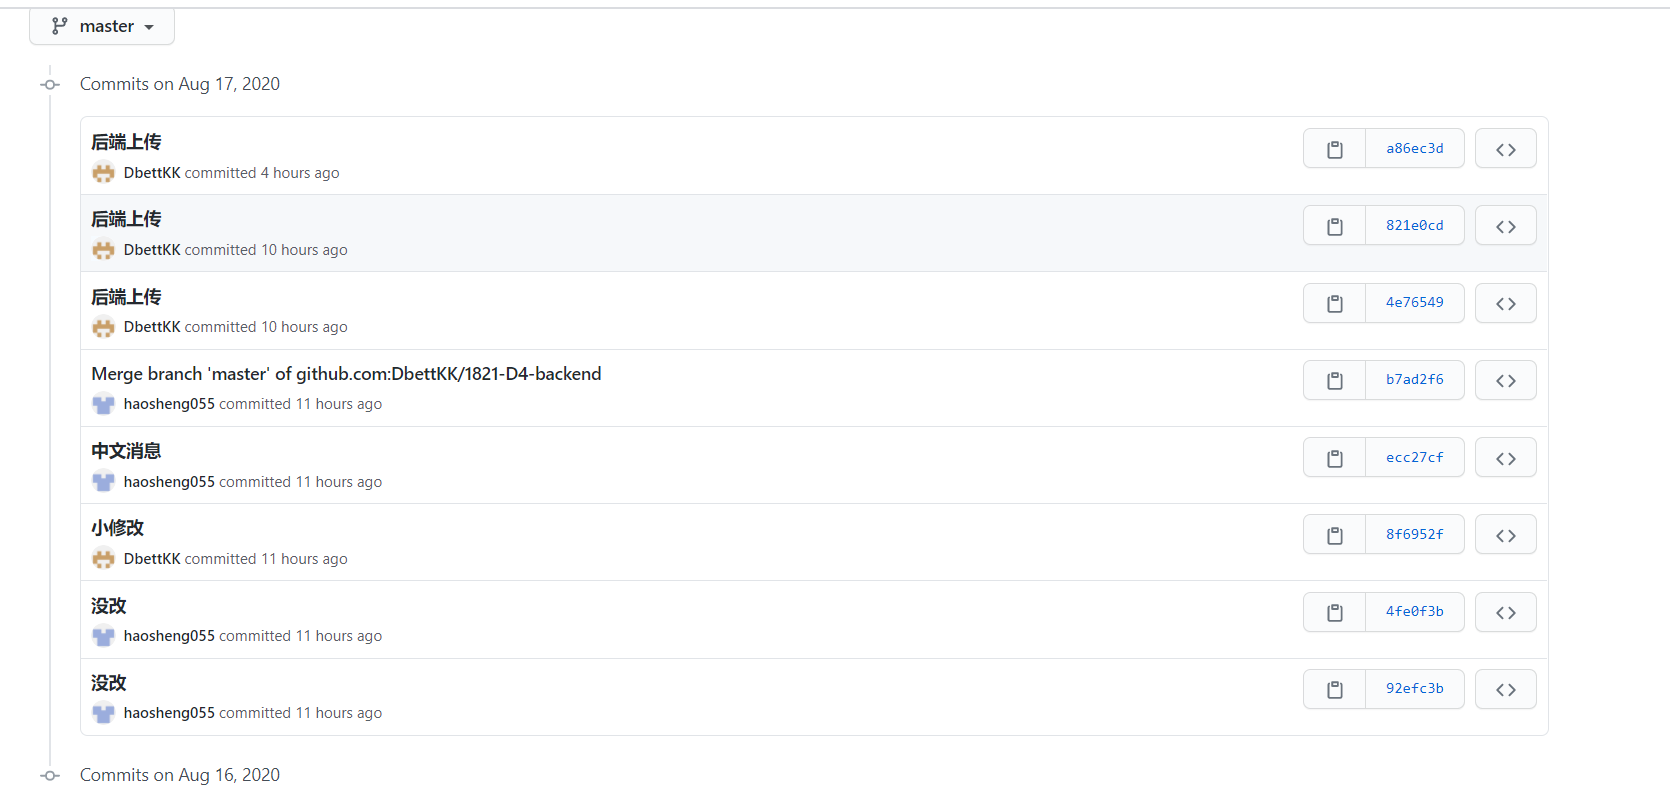 master
Commits on Aug 17, 2020
后端上传
a86ec3d
DbettKK committed 4 hours ago
后端上传
821e0cd
DbettKK committed 10 hours ago
后端上传
4e76549
DbettKK committed 10 hours ago
Merge branch 'master' of github.com:DbettKK/1821-D4-backend
b7ad2f6
haosheng055 committed 11 hours ago
中文消息
ecc27cf
haosheng055 committed 11 hours ago
小修改
8f6952f
DbettKK committed 11 hours ago
没改
4fe0f3b
haosheng055 committed 11 hours ago
没改
92efc3b
haosheng055 committed 11 hours ago
Commits on Aug 16, 2020